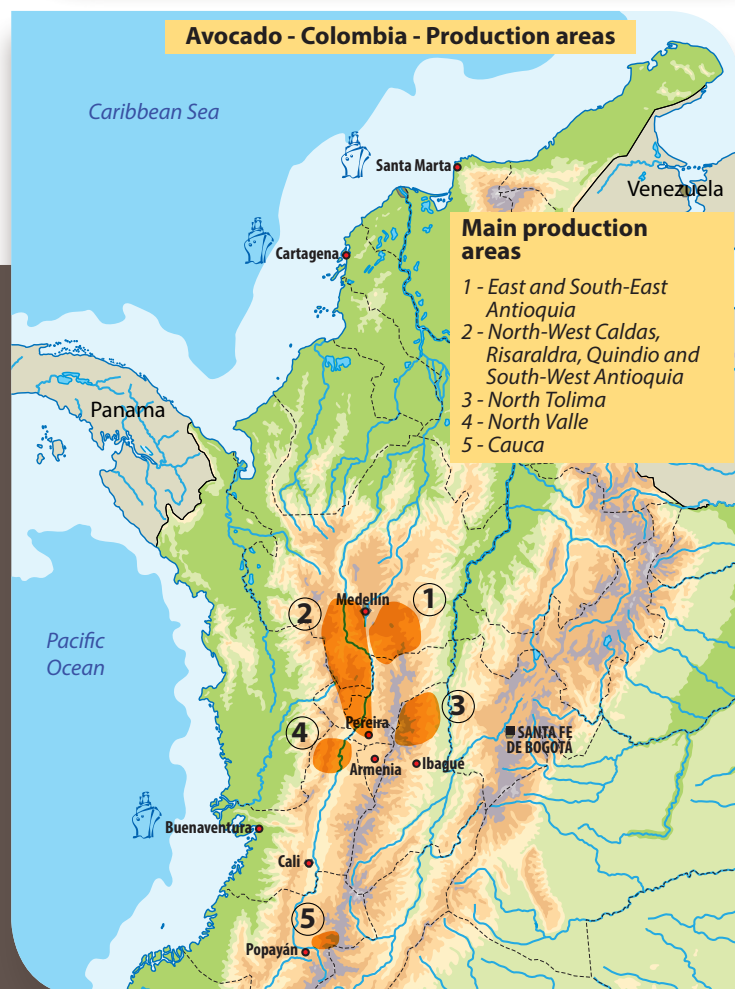 Avocado - Colombia - Production areas
Caribbean Sea
Santa Marta
Venezuela
Cartagena
Main production
areas
1 - East and South-East
Antioquia
2 - North-West Caldas,
Risaraldra, Quindio and
South-West Antioquia
3 - North Tolima
4 - North Valle
5 - Cauca
Panama
Medellín
1
2
Pacific
Ocean
3
Pereira
4
SANTA FE
DE BOGOTÁ
Armenia
Ibagué
Buenaventura
Cali
5
Popayán